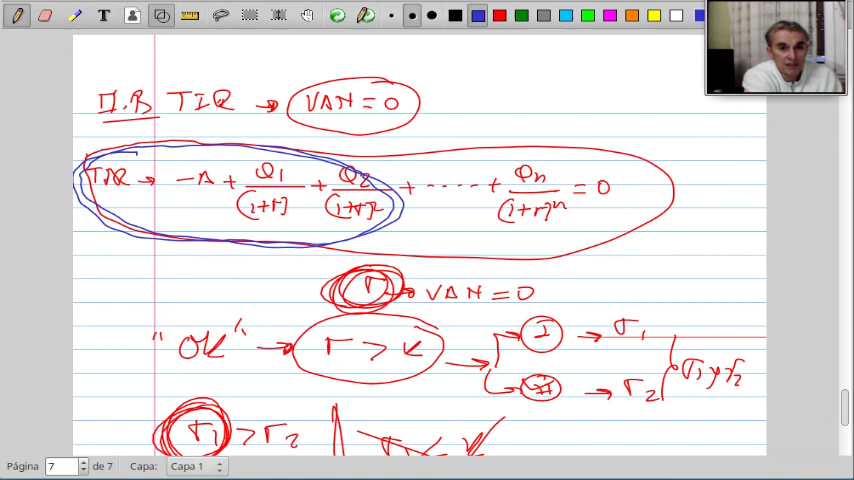 II.B TIR → VAN = 0
TIR → -A + Q1/(1+r) + Q2/(1+r)² + ..... + Qn/(1+r)ⁿ = 0
r → VAN = 0
"OK" → r > K → I → r1
II → r2
r1 y r2
r1 > r2
Página 7 de 7 Capa: Capa 1